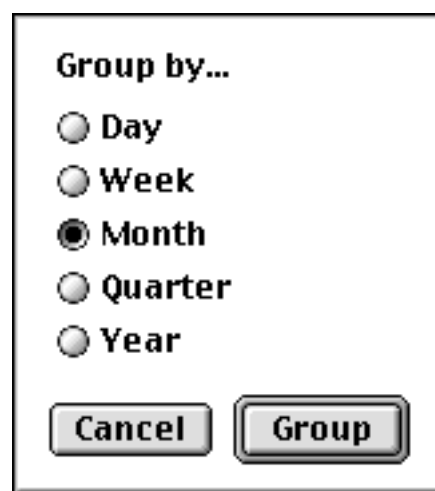 Group by...
Day
Week
Month
Quarter
Year
Cancel Group